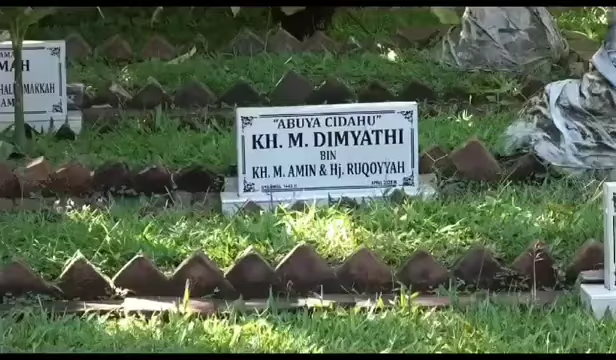 "ABUYA CIDAHU"
KH. M. DIMYATHI
BIN
KH. M. AMIN & Hj. RUQOYYAH
MAH
MAKKAH